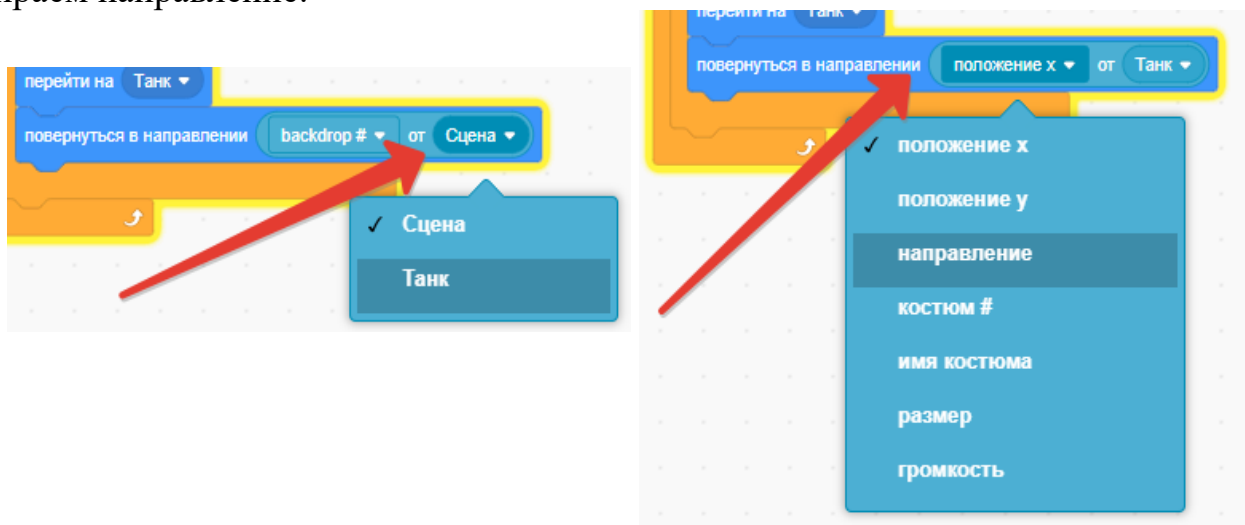 направление.
перейти на Танк
повернуться в направлении backdrop # от Сцена
✓ Сцена
Танк
перейти на Танк
повернуться в направлении положение x от Танк
✓ положение x
положение y
направление
костюм #
имя костюма
размер
громкость